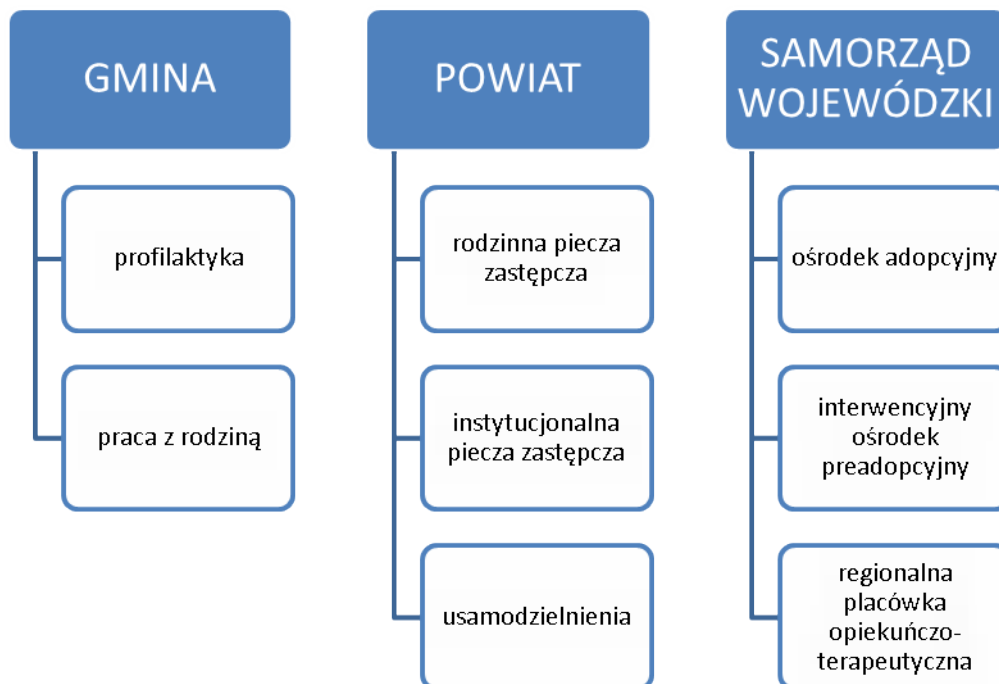 GMINA
profilaktyka
praca z rodziną
POWIAT
rodzinna piecza
zastępcza
instytucjonalna
piecza zastępcza
usamodzielnienia
SAMORZĄD
WOJEWÓDZKI
ośrodek adopcyjny
interwencyjny
ośrodek
preadopcyjny
regionalna
placówka
opiekuńczo-
terapeutyczna